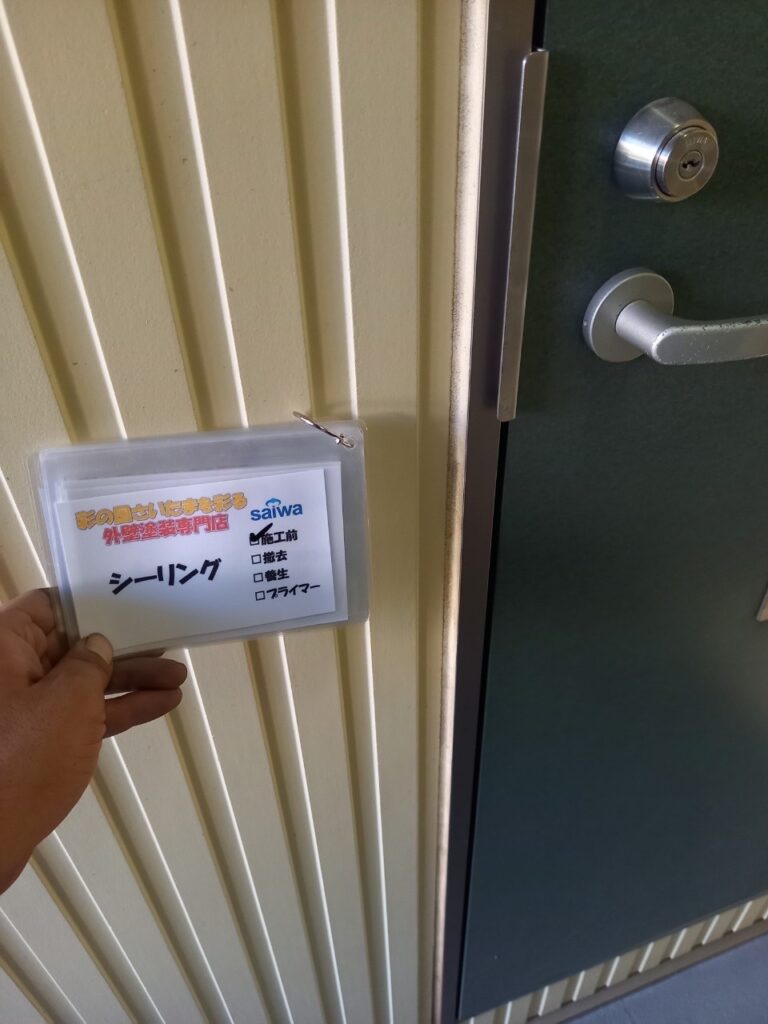 彩の国さいたまを彩る
外壁塗装専門店
saiwa
シーリング
☑施工前
□撤去
□養生
□プライマー